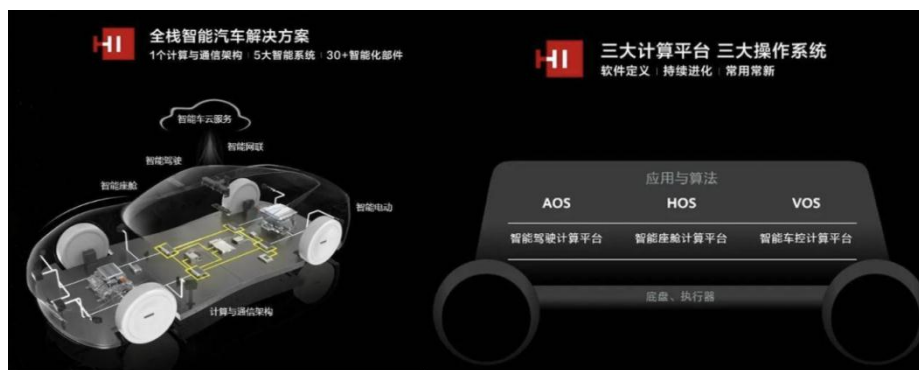 HI
全栈智能汽车解决方案
1个计算与通信架构 | 5大智能系统 | 30+智能化部件
智能车云服务
智能网联
智能驾驶
智能座舱
智能电动
计算与通信架构
HI
三大计算平台 三大操作系统
软件定义 | 持续进化 | 常用常新
应用与算法
AOS HOS VOS
智能驾驶计算平台 智能座舱计算平台 智能车控计算平台
底盘、执行器